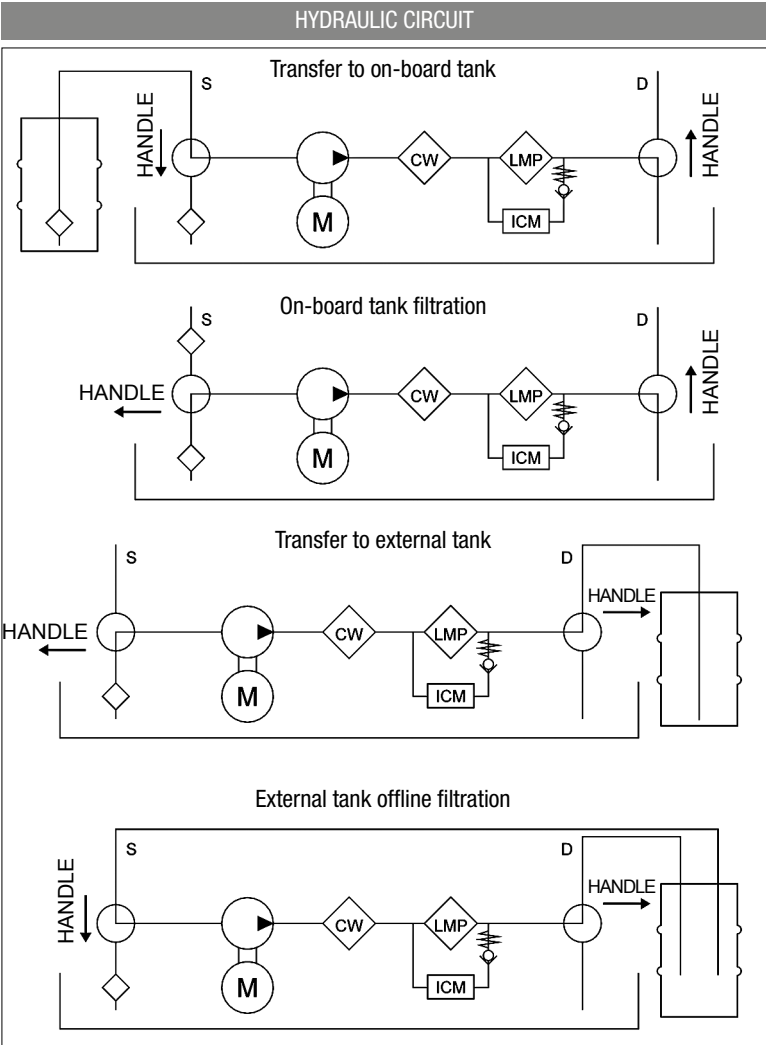 HYDRAULIC CIRCUIT
Transfer to on-board tank
S
D
HANDLE
HANDLE
CW
LMP
M
ICM
On-board tank filtration
S
D
HANDLE
HANDLE
CW
LMP
M
ICM
Transfer to external tank
S
D
HANDLE
HANDLE
CW
LMP
M
ICM
External tank offline filtration
S
D
HANDLE
HANDLE
CW
LMP
M
ICM